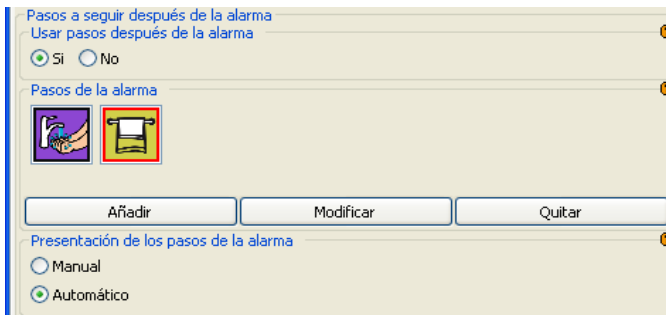 Pasos a seguir después de la alarma
Usar pasos después de la alarma
Si No
Pasos de la alarma
Añadir Modificar Quitar
Presentación de los pasos de la alarma
Manual
Automático